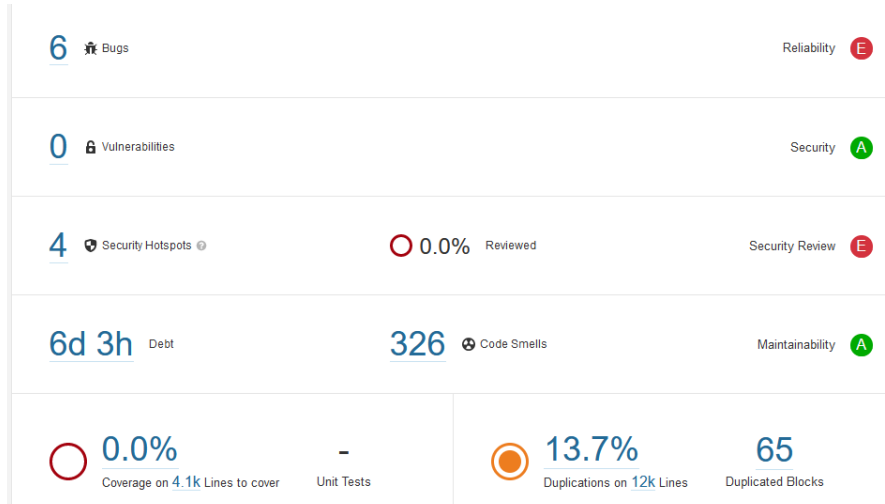 6 Bugs Reliability E
0 Vulnerabilities Security A
4 Security Hotspots ? 0.0% Reviewed Security Review E
6d 3h Debt 326 Code Smells Maintainability A
0.0% - 13.7% 65
Coverage on 4.1k Lines to cover Unit Tests Duplications on 12k Lines Duplicated Blocks